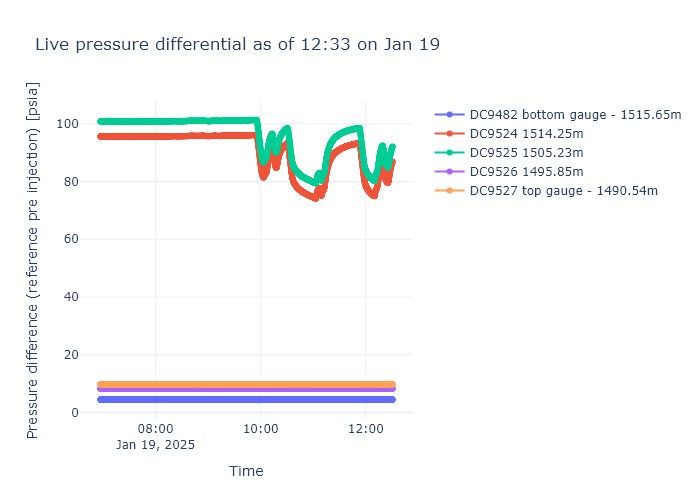 Live pressure differential as of 12:33 on Jan 19
Pressure difference (reference pre injection) [psia]
100
80
60
40
20
0
08:00
Jan 19, 2025
10:00
12:00
Time
DC9482 bottom gauge - 1515.65m
DC9524 1514.25m
DC9525 1505.23m
DC9526 1495.85m
DC9527 top gauge - 1490.54m